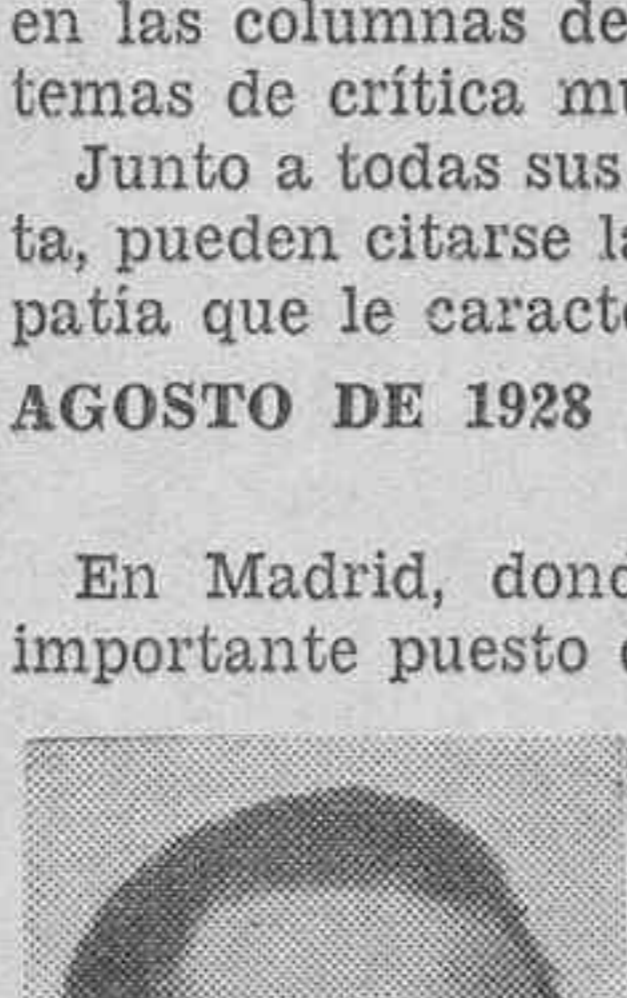 en las columnas de
temas de crítica mu
Junto a todas sus
ta, pueden citarse la
patía que le caracte
AGOSTO DE 1928
En Madrid, dond
importante puesto